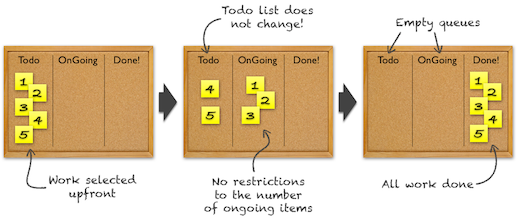 Todo list does
not change!
Empty queues
Todo OnGoing Done!
1
2
3
4
5
Todo OnGoing Done!
4
5
1
2
3
Todo OnGoing Done!
1
2
3
4
5
Work selected
upfront
No restrictions
to the number
of ongoing items
All work done